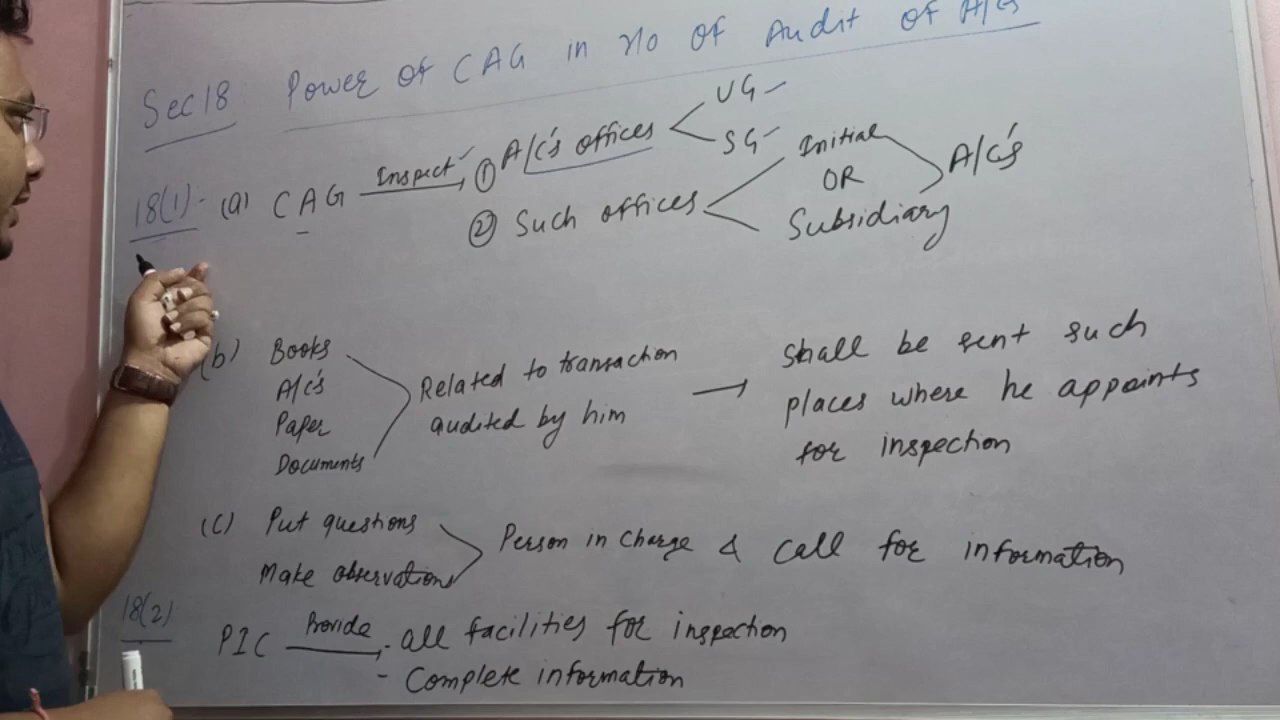 Sec 18 : Power of CAG in r/o of Audit of A/cs
18(1):- (a) CAG Inspect ① A/c's offices UG
SG
② Such offices Initial OR Subsidiary A/c's
(b) Books
A/c's
Paper
Documents
Related to transaction
audited by him
Shall be sent such
places where he appoints
for inspection
(c) Put questions
Make observations
Person in charge & call for information
18(2)
PIC Provide - all facilities for inspection
- Complete information